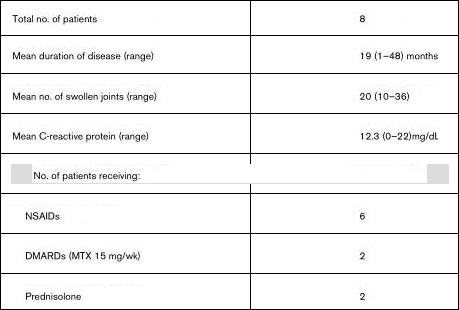 Total no. of patients 8
Mean duration of disease (range) 19 (1–48) months
Mean no. of swollen joints (range) 20 (10–36)
Mean C-reactive protein (range) 12.3 (0–22)mg/dL
No. of patients receiving:
NSAIDs 6
DMARDs (MTX 15 mg/wk) 2
Prednisolone 2